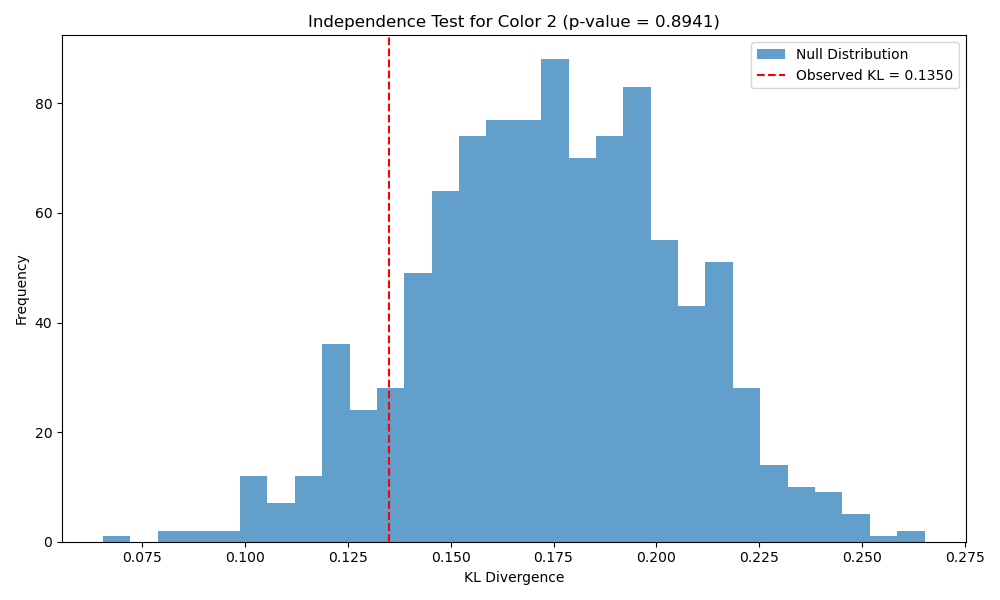 Independence Test for Color 2 (p-value = 0.8941)
Null Distribution
Observed KL = 0.1350
80
60
40
20
0
Frequency
0.075
0.100
0.125
0.150
0.175
0.200
0.225
0.250
0.275
KL Divergence